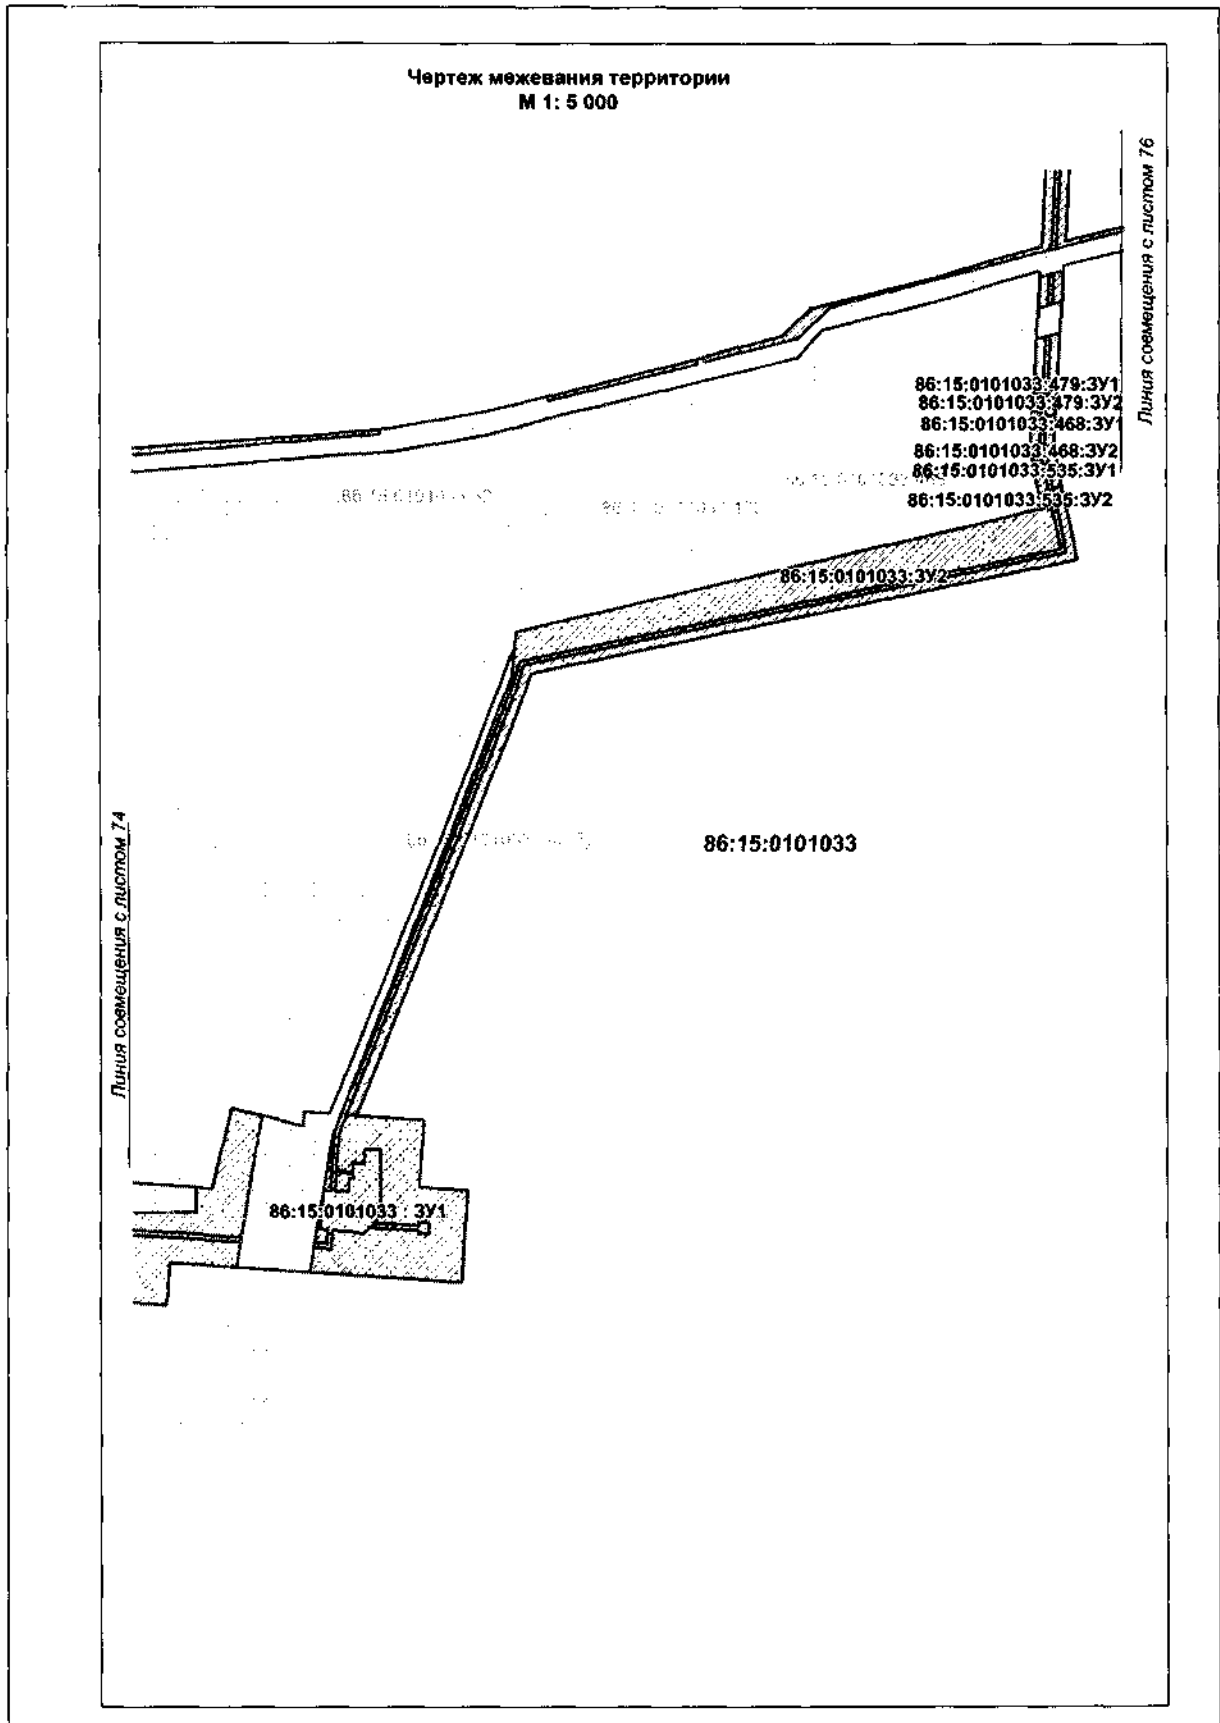 Чертеж межевания территории
М 1: 5 000
Линия совмещения с листом 76
86:15:0101033:479:ЗУ1
86:15:0101033:479:ЗУ2
86:15:0101033:468:ЗУ1
86:15:0101033:468:ЗУ2
86:15:0101033:535:ЗУ1
86:15:0101033:535:ЗУ2
86:15:0101033:ЗУ2
86:15:0101033
Линия совмещения с листом 74
86:15:0101033 : ЗУ1